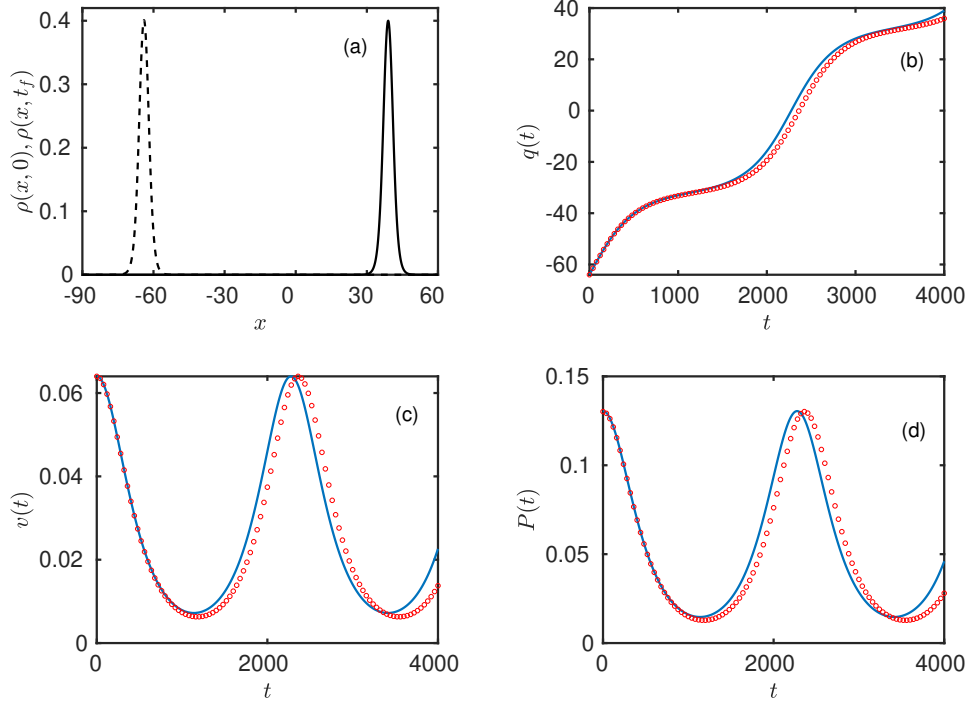 0.4
0.3
0.2
0.1
0
ρ(x, 0), ρ(x, t_f)
(a)
-90 -60 -30 0 30 60
x
40
20
0
-20
-40
-60
q(t)
(b)
0 1000 2000 3000 4000
t
0.06
0.04
0.02
0
v(t)
(c)
0 2000 4000
t
0.15
0.1
0.05
0
P(t)
(d)
0 2000 4000
t